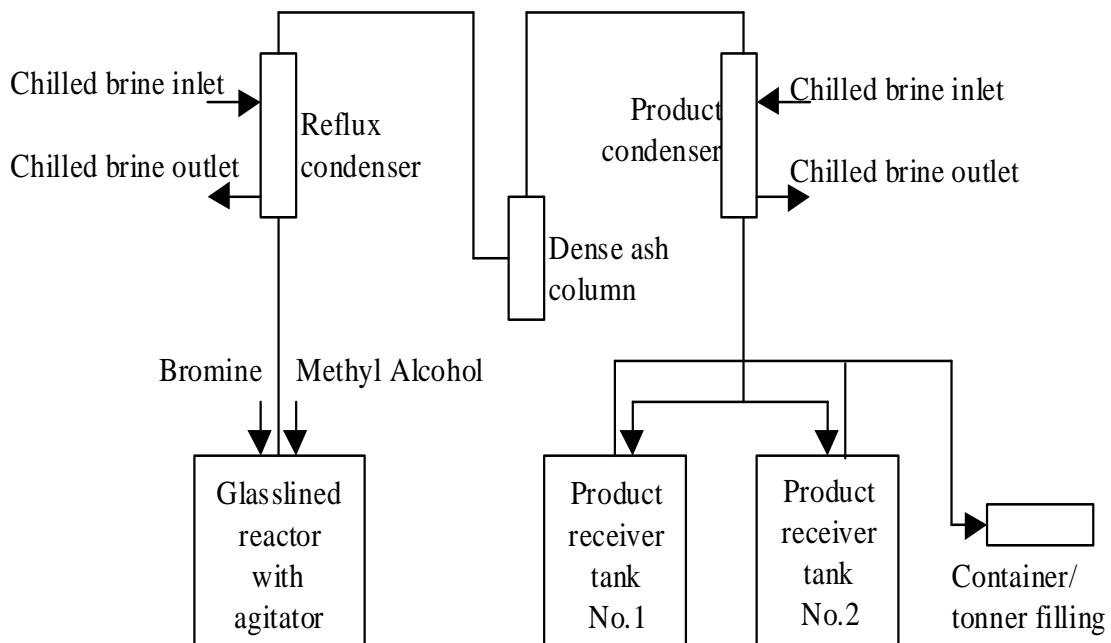 Chilled brine inlet
Chilled brine outlet
Reflux
condenser
Dense ash
column
Product
condenser
Chilled brine inlet
Chilled brine outlet
Bromine
Methyl Alcohol
Glasslined
reactor
with
agitator
Product
receiver
tank
No.1
Product
receiver
tank
No.2
Container/
tonner filling